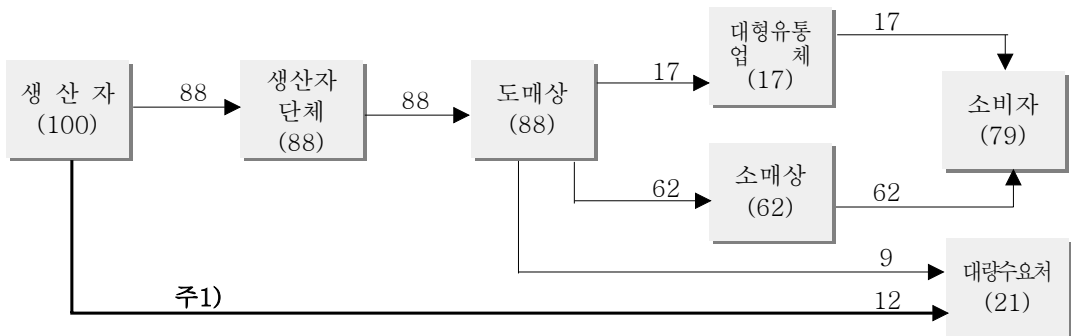 생 산 자
(100)
88
생산자
단체
(88)
88
도매상
(88)
17
대형유통
업 체
(17)
17
62
소매상
(62)
62
소비자
(79)
9
대량수요처
(21)
주1)
12